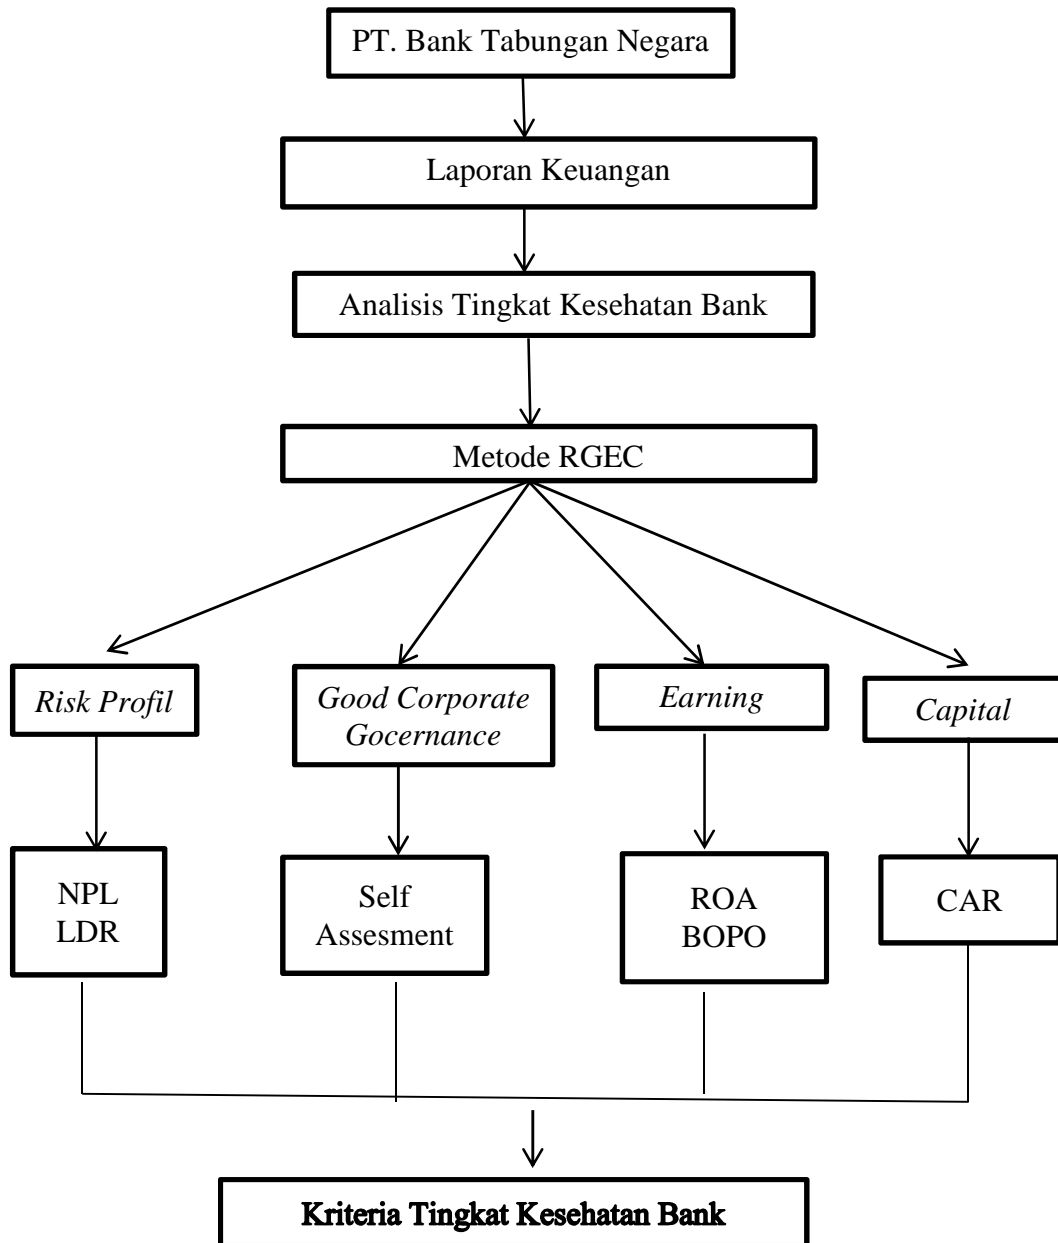 PT. Bank Tabungan Negara
Laporan Keuangan
Analisis Tingkat Kesehatan Bank
Metode RGEC
Risk Profil
Good Corporate
Gocernance
Earning
Capital
NPL
LDR
Self
Assesment
ROA
BOPO
CAR
Kriteria Tingkat Kesehatan Bank